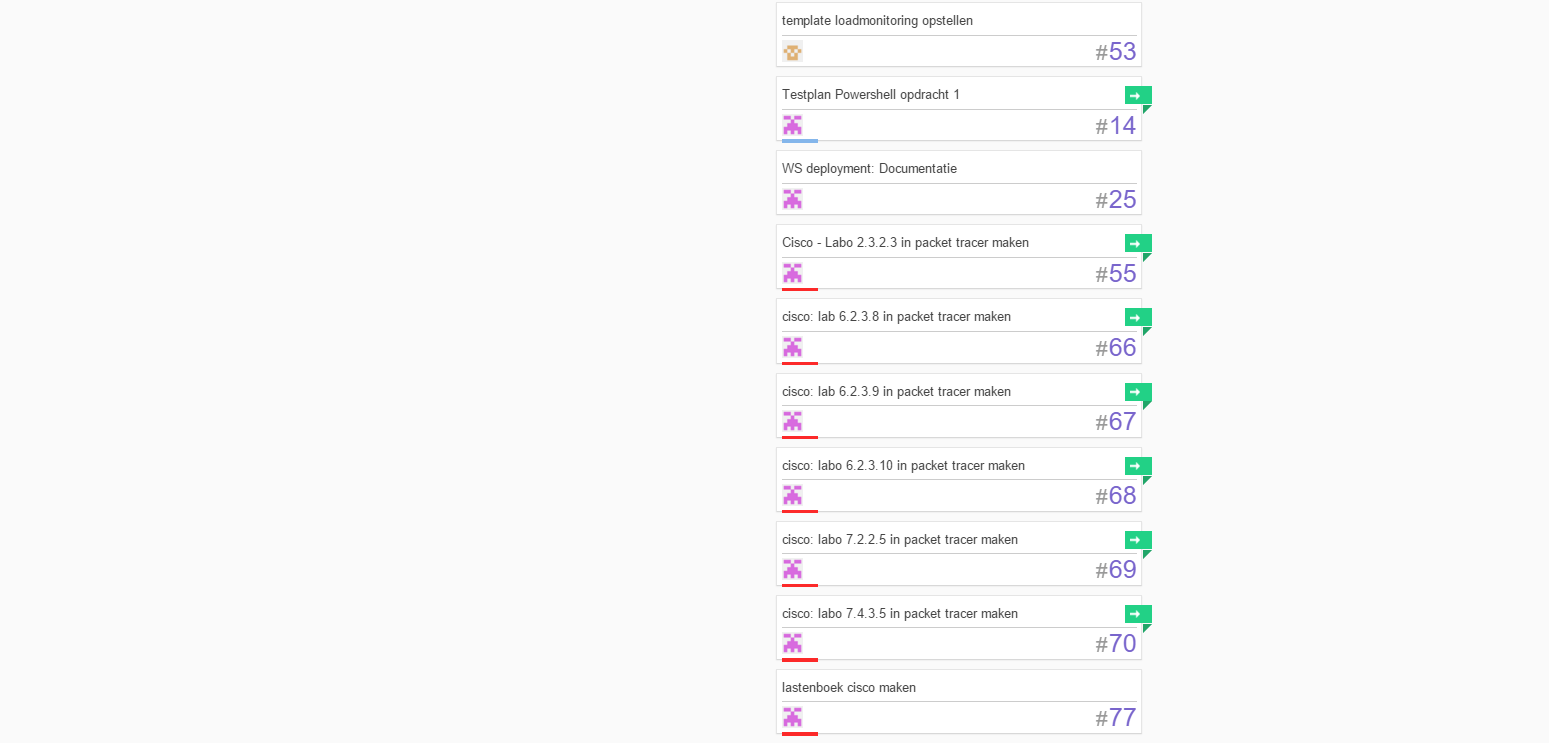 template loadmonitoring opstellen
#53
Testplan Powershell opdracht 1
#14
WS deployment: Documentatie
#25
Cisco - Labo 2.3.2.3 in packet tracer maken
#55
cisco: lab 6.2.3.8 in packet tracer maken
#66
cisco: lab 6.2.3.9 in packet tracer maken
#67
cisco: labo 6.2.3.10 in packet tracer maken
#68
cisco: labo 7.2.2.5 in packet tracer maken
#69
cisco: labo 7.4.3.5 in packet tracer maken
#70
lastenboek cisco maken
#77